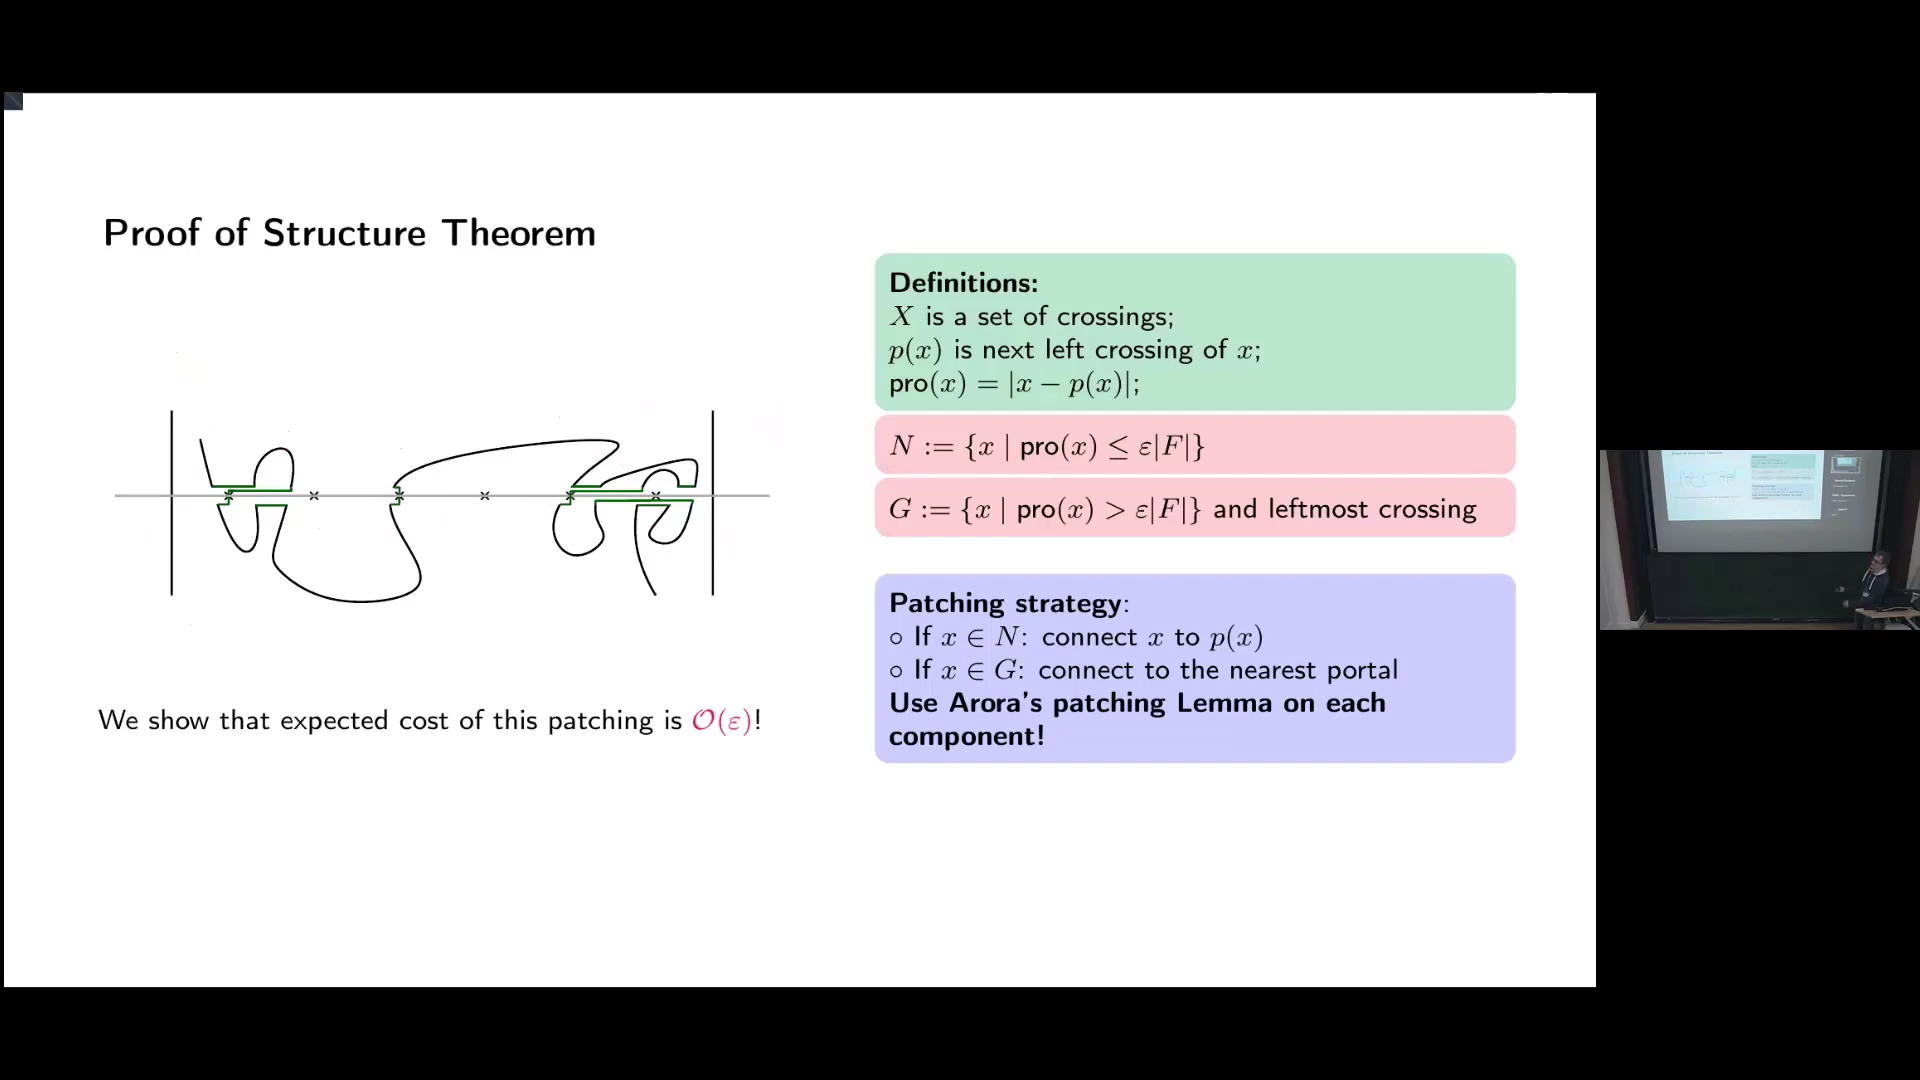 Proof of Structure Theorem
Definitions:
X is a set of crossings;
p(x) is next left crossing of x;
pro(x) = |x − p(x)|;
N := {x | pro(x) ≤ ε|F|}
G := {x | pro(x) > ε|F|} and leftmost crossing
Patching strategy:
○ If x ∈ N: connect x to p(x)
○ If x ∈ G: connect to the nearest portal
Use Arora's patching Lemma on each
component!
We show that expected cost of this patching is 𝒪(ε)!